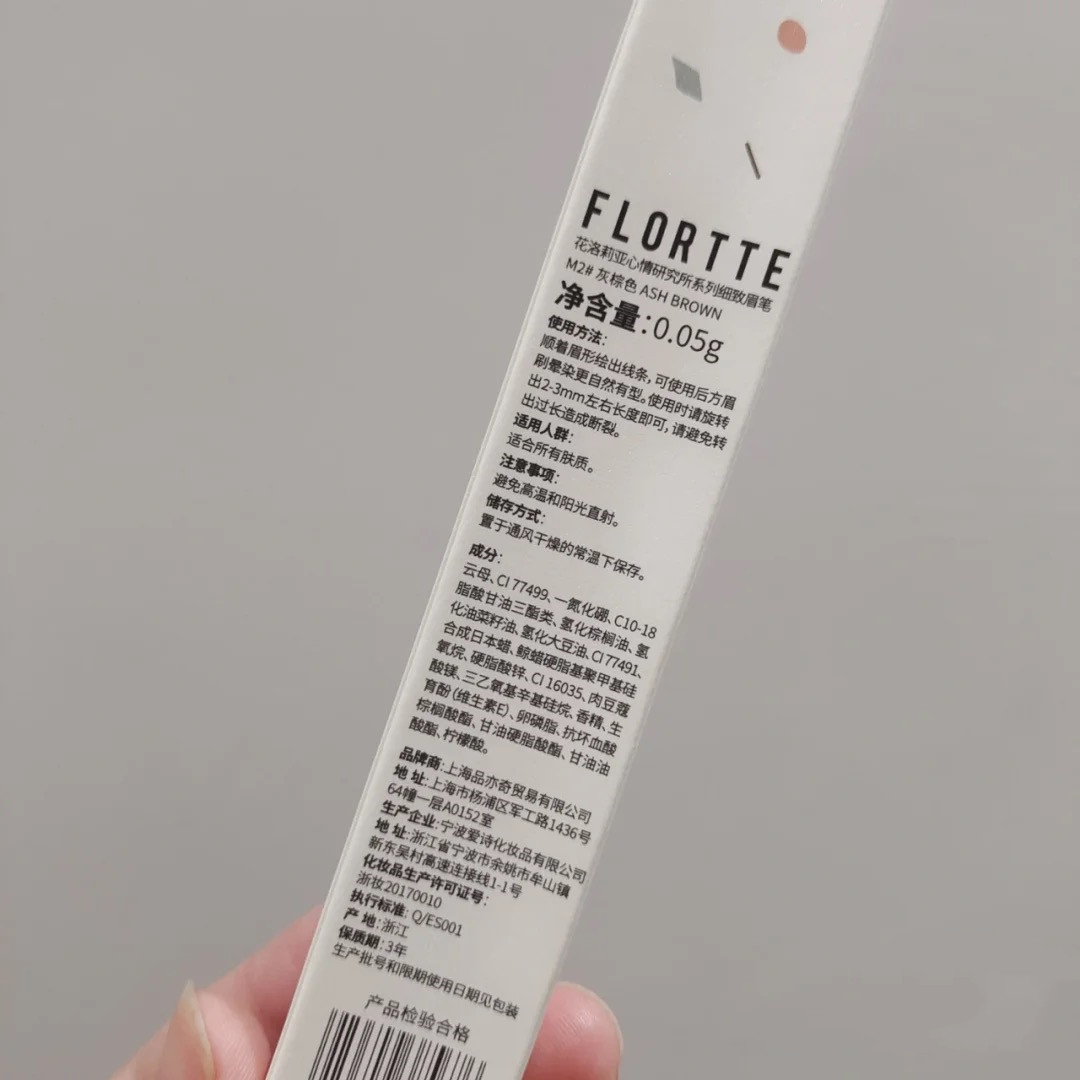 FLORTTE
花洛莉亚心情研究所系列细致眉笔
M2# 灰棕色 ASH BROWN
净含量:0.05g
使用方法:
顺着眉形绘出线条,可使用后方眉
刷晕染更自然有型。使用时请旋转
出2-3mm左右长度即可,请避免转
出过长造成断裂。
适用人群:
适合所有肤质。
注意事项:
避免高温和阳光直射。
储存方式:
置于通风干燥的常温下保存。
成分:
云母、CI 77499、一氮化硼、C10-18
脂酸甘油三酯类、氢化棕榈油、氢
化油菜籽油、氢化大豆油、CI 77491、
合成日本蜡、鲸蜡硬脂基聚甲基硅
氧烷、硬脂酸锌、CI 16035、肉豆蔻
酸镁、三乙氧基辛基硅烷、香精、生
育酚(维生素E)、卵磷脂、抗坏血酸
棕榈酸酯、甘油硬脂酸酯、甘油油
酸酯、柠檬酸。
品牌商:上海品亦奇贸易有限公司
地 址:上海市杨浦区军工路1436号
64幢一层A0152室
生产企业:宁波爱诗化妆品有限公司
地 址:浙江省宁波市余姚市牟山镇
新东吴村高速连接线1-1号
化妆品生产许可证号:
浙妆20170010
执行标准: Q/ES001
产 地:浙江
保质期:3年
生产批号和限期使用日期见包装
产品检验合格